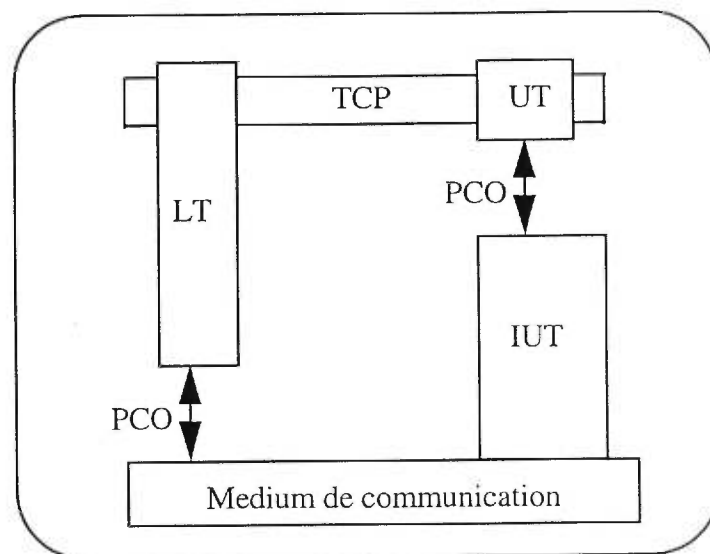 TCP
UT
PCO
LT
IUT
PCO
Medium de communication